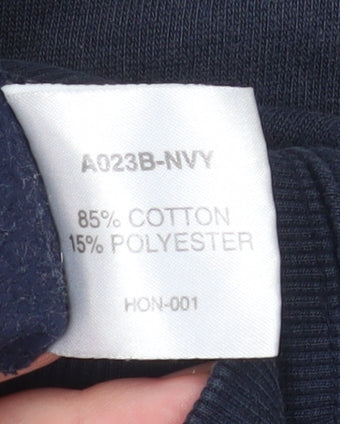 A023B-NVY
85% COTTON
15% POLYESTER
HON-001